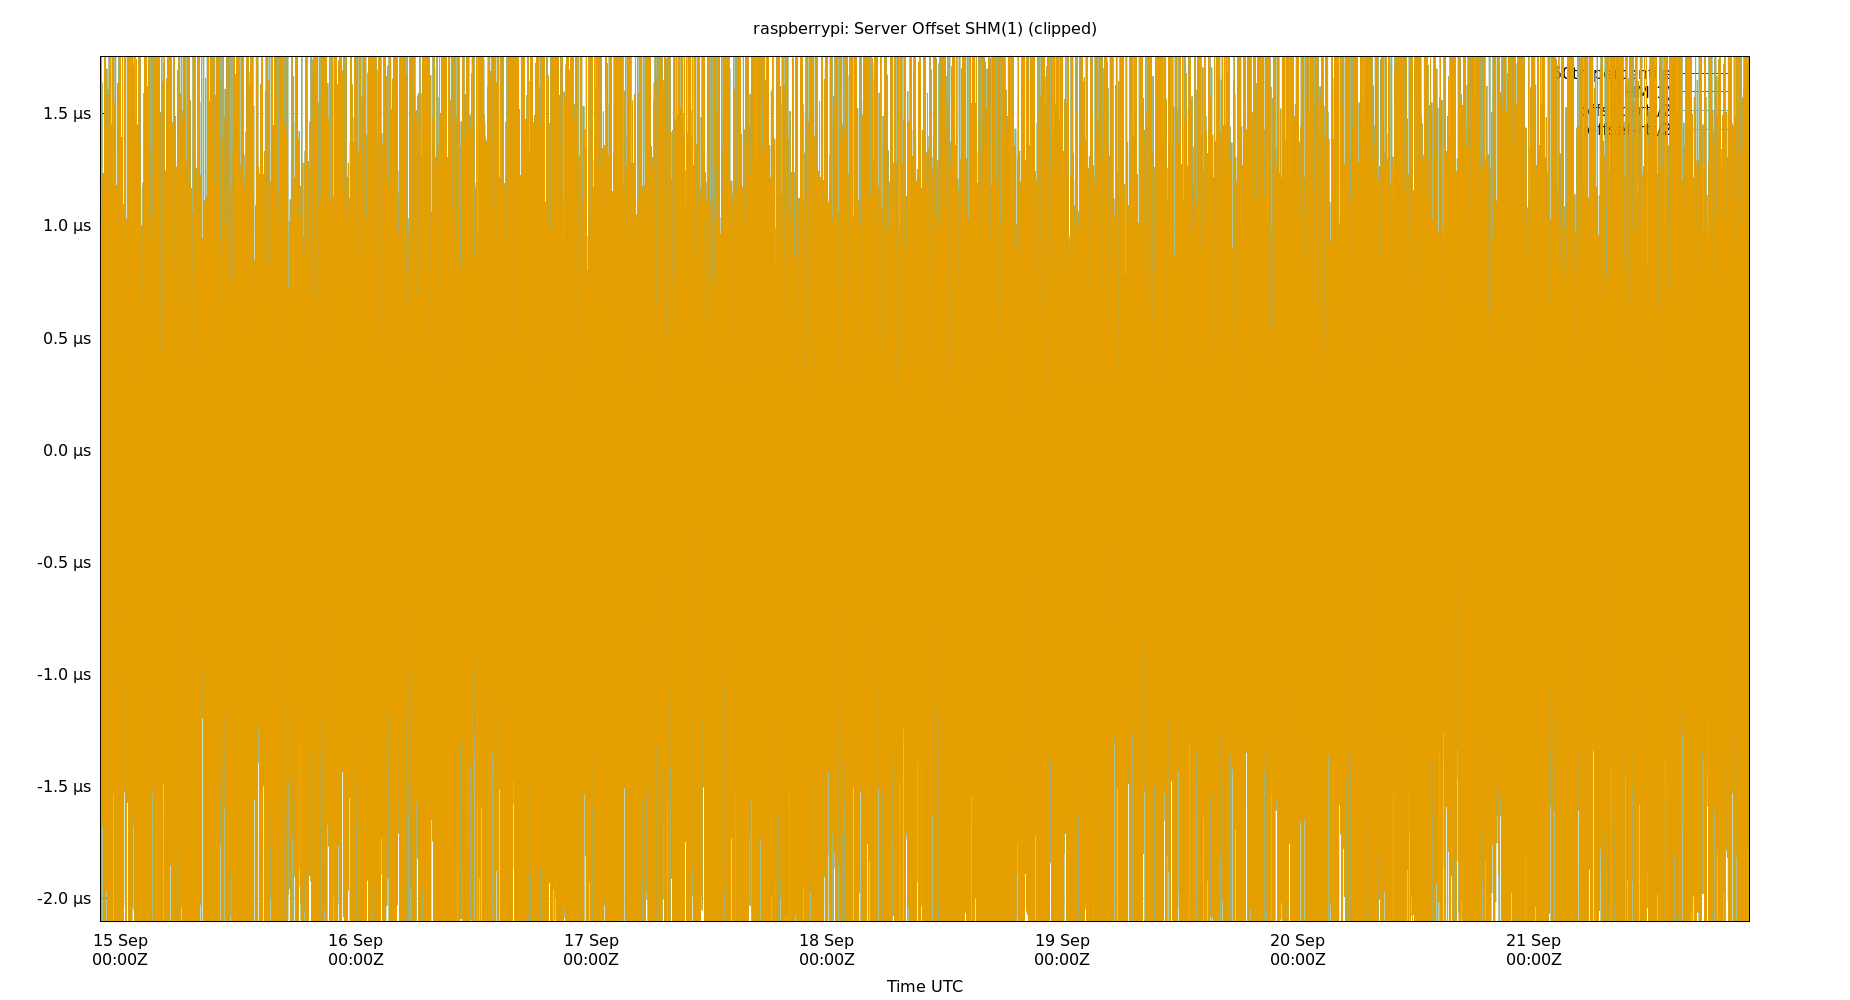 raspberrypi: Server Offset SHM(1) (clipped)
1.5 µs
1.0 µs
0.5 µs
0.0 µs
-0.5 µs
-1.0 µs
-1.5 µs
-2.0 µs
15 Sep 16 Sep 17 Sep 18 Sep 19 Sep 20 Sep 21 Sep
00:00Z 00:00Z 00:00Z 00:00Z 00:00Z 00:00Z 00:00Z
Time UTC